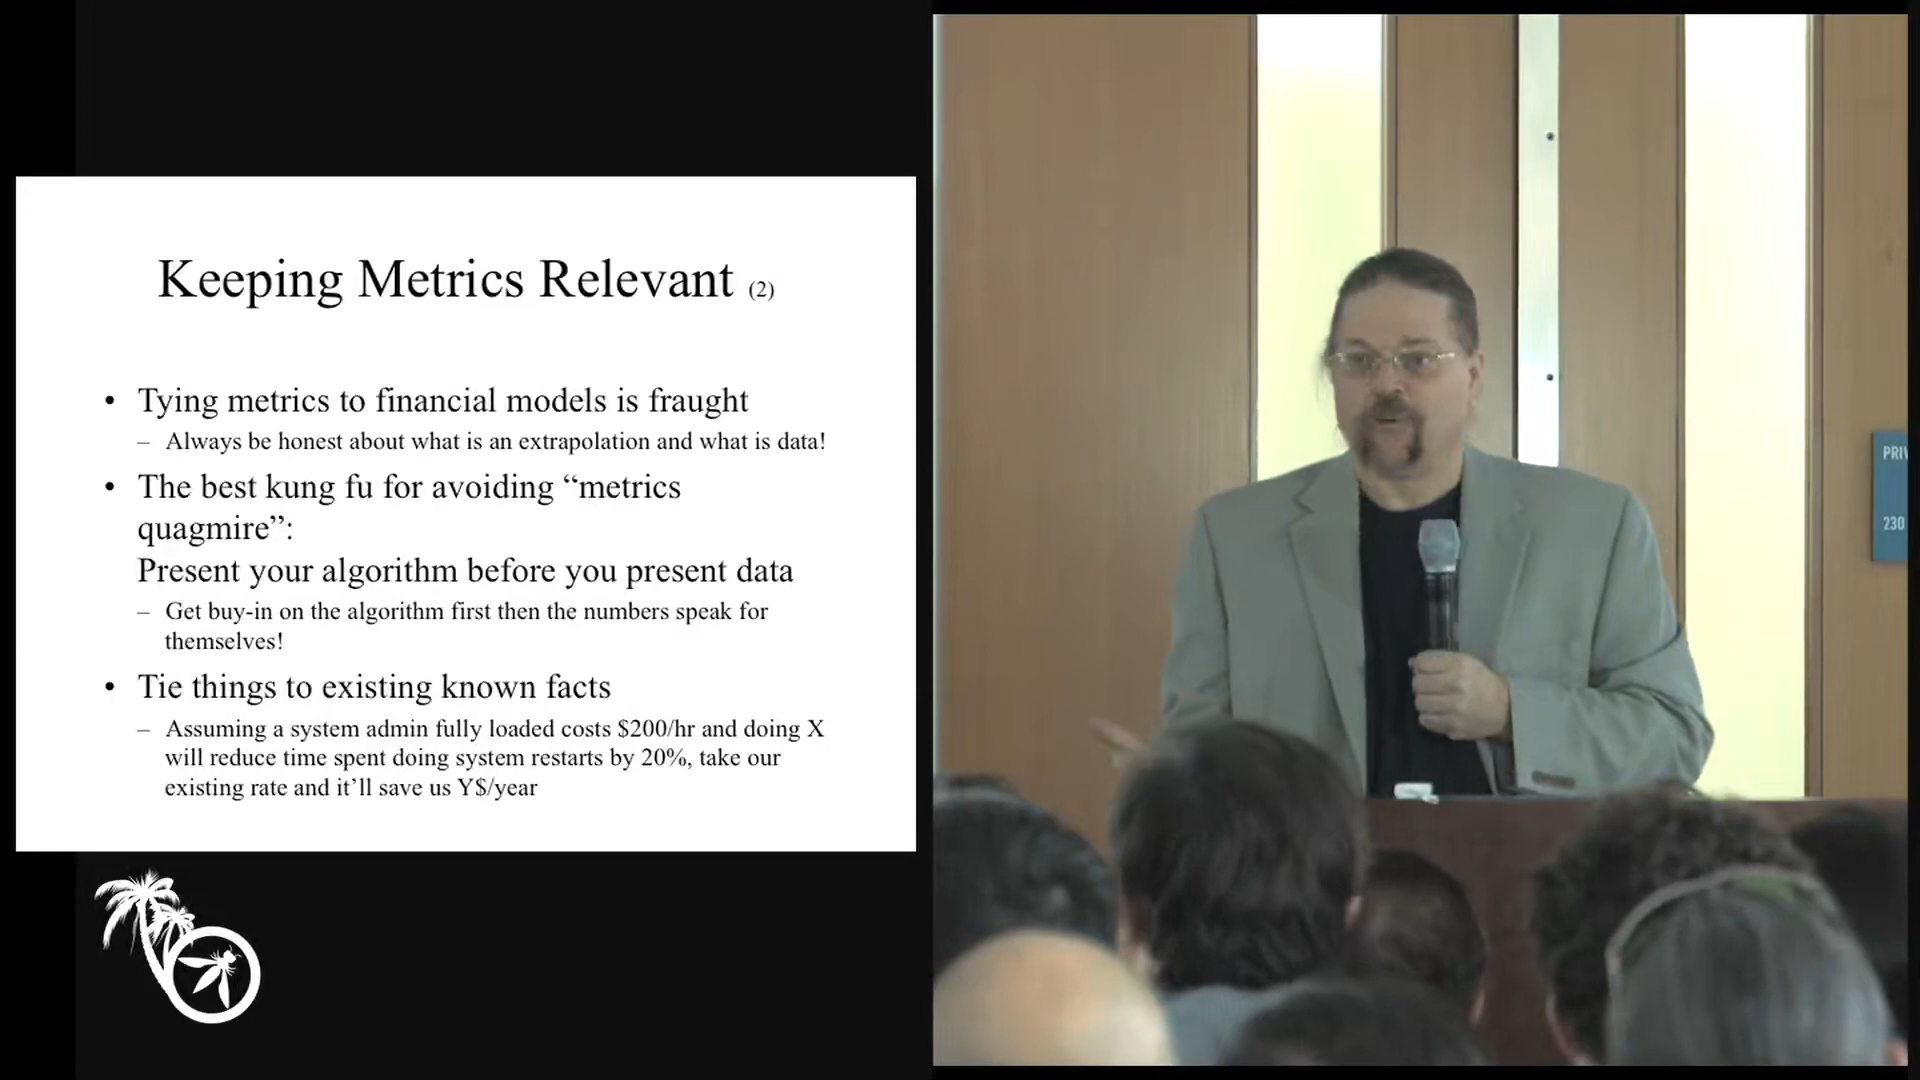 Keeping Metrics Relevant (2)
• Tying metrics to financial models is fraught
– Always be honest about what is an extrapolation and what is data!
• The best kung fu for avoiding “metrics
quagmire”:
Present your algorithm before you present data
– Get buy-in on the algorithm first then the numbers speak for
themselves!
• Tie things to existing known facts
– Assuming a system admin fully loaded costs $200/hr and doing X
will reduce time spent doing system restarts by 20%, take our
existing rate and it’ll save us Y$/year
PRIV
230